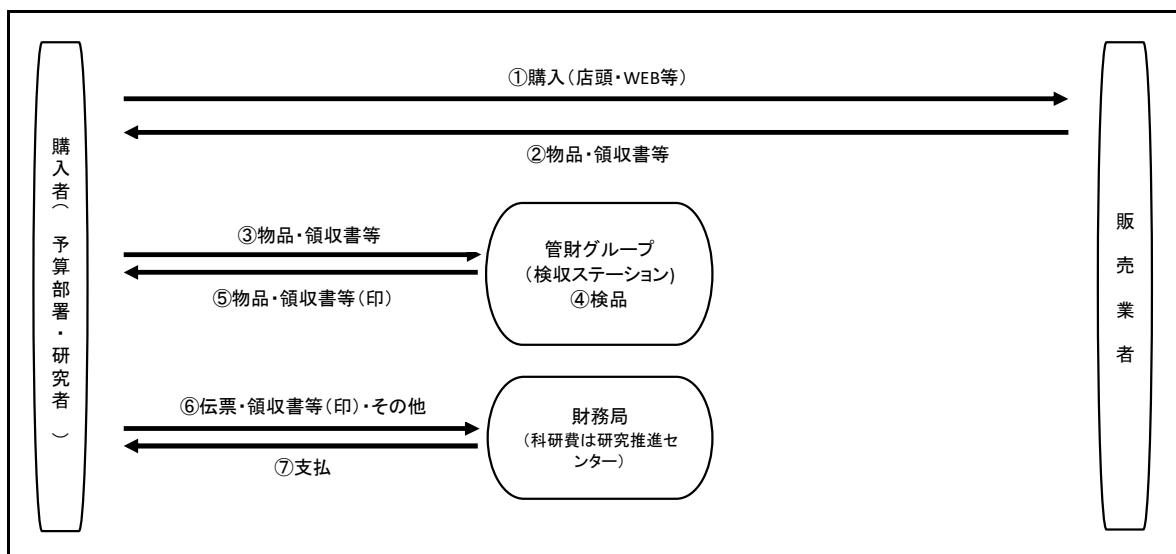 購入者（予算部署・研究者）
①購入（店頭・WEB等）
②物品・領収書等
③物品・領収書等
管財グループ
（検収ステーション)
④検品
⑤物品・領収書等（印）
⑥伝票・領収書等（印）・その他
財務局
（科研費は研究推進セ
ンター）
⑦支払
販売業者